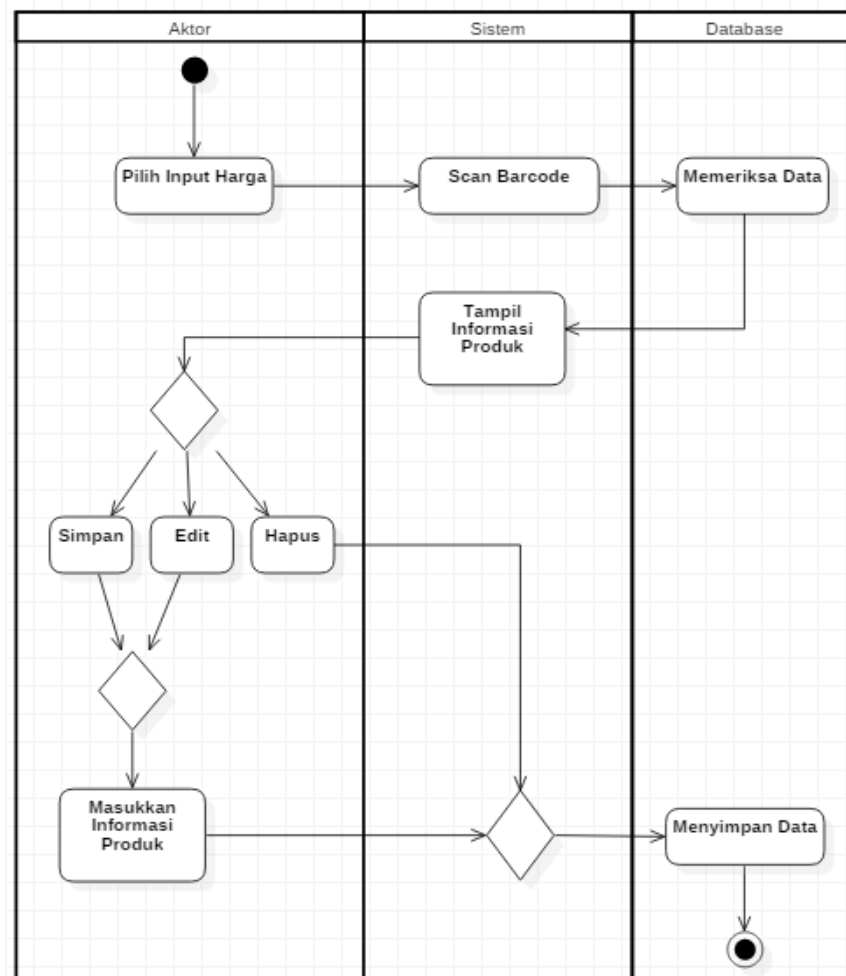 Aktor
Sistem
Database
Pilih Input Harga
Scan Barcode
Memeriksa Data
Tampil
Informasi
Produk
Simpan
Edit
Hapus
Masukkan
Informasi
Produk
Menyimpan Data